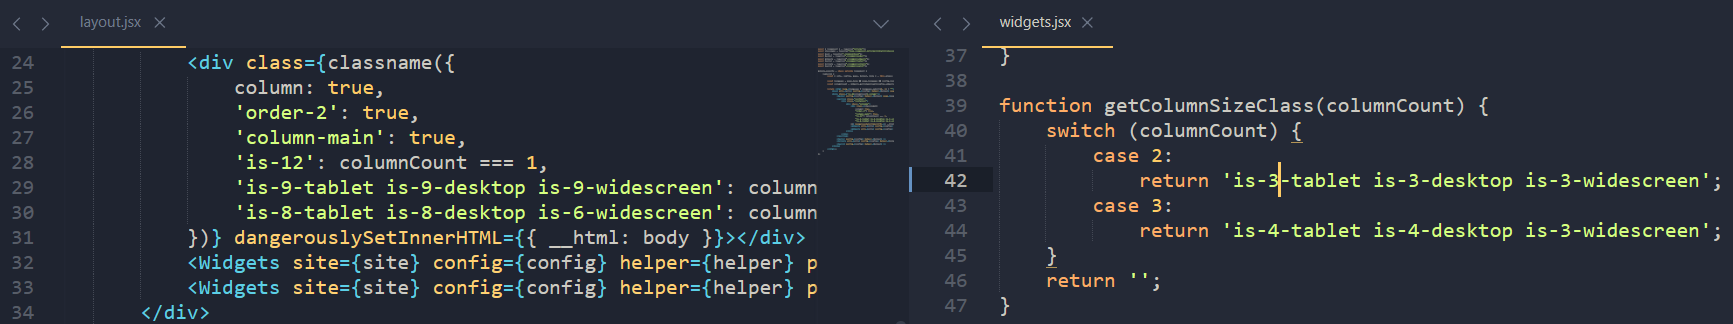 layout.jsx
24 <div class={classname({
25 column: true,
26 'order-2': true,
27 'column-main': true,
28 'is-12': columnCount === 1,
29 'is-9-tablet is-9-desktop is-9-widescreen': column
30 'is-8-tablet is-8-desktop is-6-widescreen': column
31 })} dangerouslySetInnerHTML={{ __html: body }}></div>
32 <Widgets site={site} config={config} helper={helper} p
33 <Widgets site={site} config={config} helper={helper} p
34 </div>
widgets.jsx
37 }
38
39 function getColumnSizeClass(columnCount) {
40 switch (columnCount) {
41 case 2:
42 return 'is-3-tablet is-3-desktop is-3-widescreen';
43 case 3:
44 return 'is-4-tablet is-4-desktop is-3-widescreen';
45 }
46 return '';
47 }